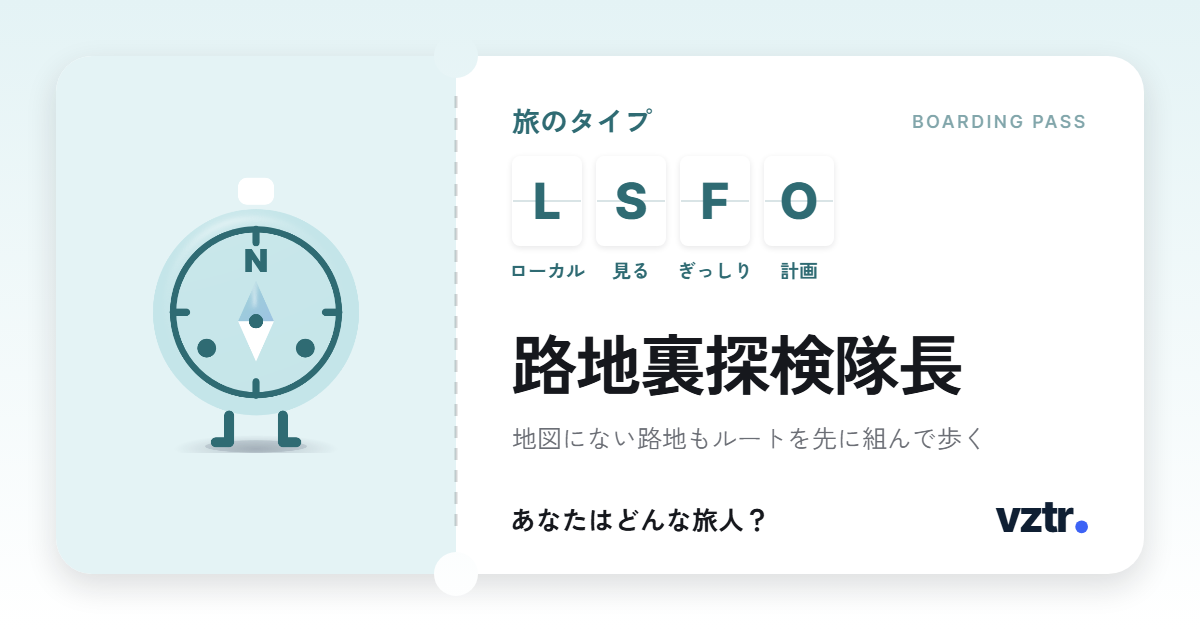 N
旅のタイプ
BOARDING PASS
L S F O
ローカル 見る ぎっしり 計画
路地裏探検隊長
地図にない路地もルートを先に組んで歩く
あなたはどんな旅人？
vztr.